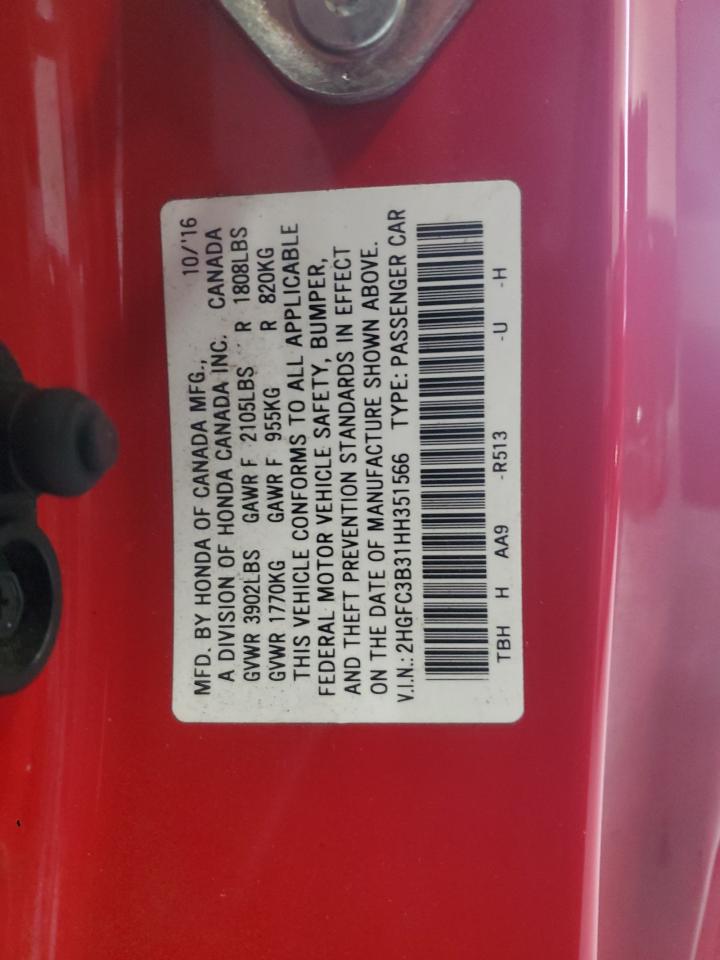 MFD. BY HONDA OF CANADA MFG., 10/'16
A DIVISION OF HONDA CANADA INC. CANADA
GVWR 3902LBS GAWR F 2105LBS R 1808LBS
GVWR 1770KG GAWR F 955KG R 820KG
THIS VEHICLE CONFORMS TO ALL APPLICABLE
FEDERAL MOTOR VEHICLE SAFETY, BUMPER,
AND THEFT PREVENTION STANDARDS IN EFFECT
ON THE DATE OF MANUFACTURE SHOWN ABOVE.
V.I.N.: 2HGFC3B31HH351566 TYPE: PASSENGER CAR
TBH H AA9 -R513 -U -H